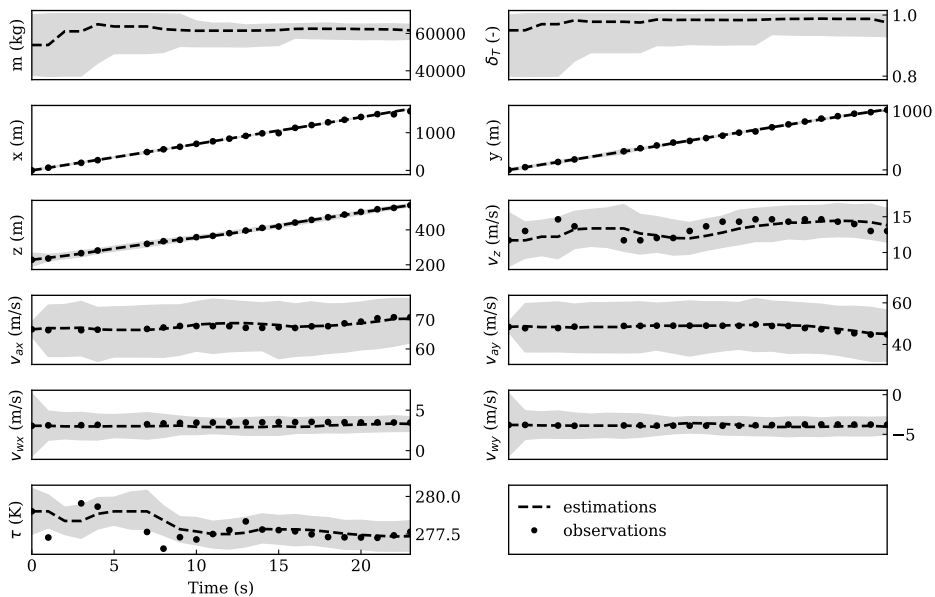 m (kg)
60000
40000
δT (-)
1.0
0.8
x (m)
1000
0
y (m)
1000
0
z (m)
400
200
vz (m/s)
15
10
vax (m/s)
70
60
vay (m/s)
60
40
vwx (m/s)
5
0
vwy (m/s)
0
−5
τ (K)
280.0
277.5
0 5 10 15 20
Time (s)
estimations
observations